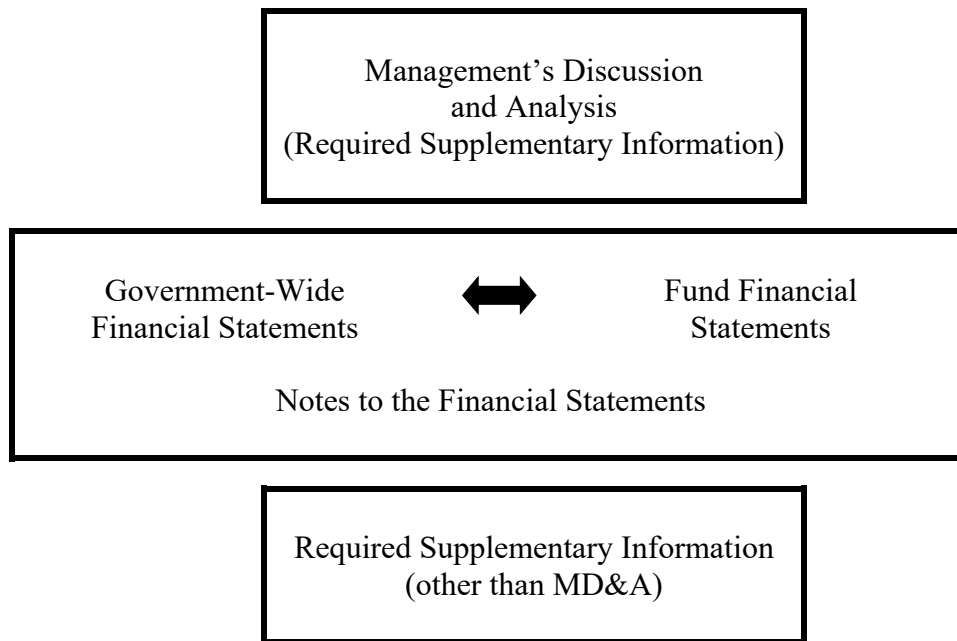 Management’s Discussion
and Analysis
(Required Supplementary Information)
Government-Wide
Financial Statements
Fund Financial
Statements
Notes to the Financial Statements
Required Supplementary Information
(other than MD&A)